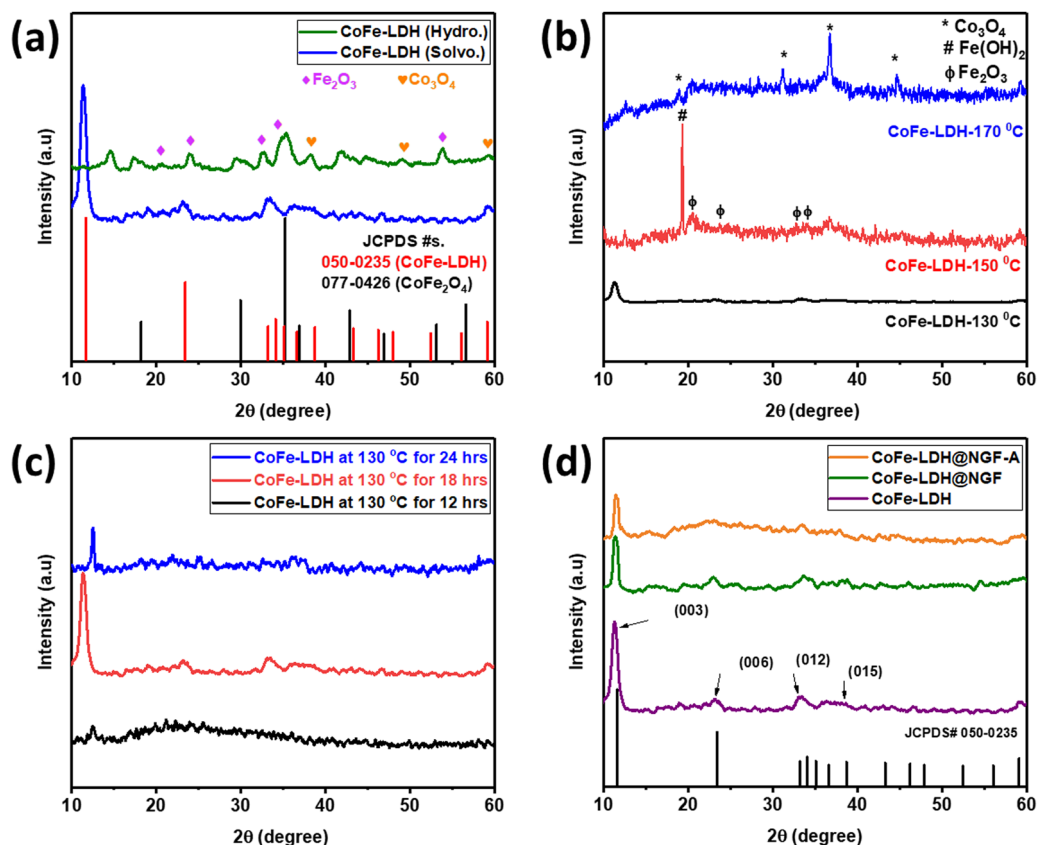 (a)
CoFe-LDH (Hydro.)
CoFe-LDH (Solvo.)
♦ Fe₂O₃ ♥ Co₃O₄
JCPDS #s.
050-0235 (CoFe-LDH)
077-0426 (CoFe₂O₄)
Intensity (a.u)
10 20 30 40 50 60
2θ (degree)
(b)
* Co₃O₄
# Fe(OH)₂
ϕ Fe₂O₃
* * * *
CoFe-LDH-170 ⁰C
#
ϕ ϕ ϕ ϕ
CoFe-LDH-150 ⁰C
CoFe-LDH-130 ⁰C
Intensity (a.u)
10 20 30 40 50 60
2θ (degree)
(c)
CoFe-LDH at 130 ⁰C for 24 hrs
CoFe-LDH at 130 ⁰C for 18 hrs
CoFe-LDH at 130 ⁰C for 12 hrs
Intensity (a.u)
10 20 30 40 50 60
2θ (degree)
(d)
CoFe-LDH@NGF-A
CoFe-LDH@NGF
CoFe-LDH
(003)
(006) (012) (015)
JCPDS# 050-0235
Intensity (a.u)
10 20 30 40 50 60
2θ (degree)